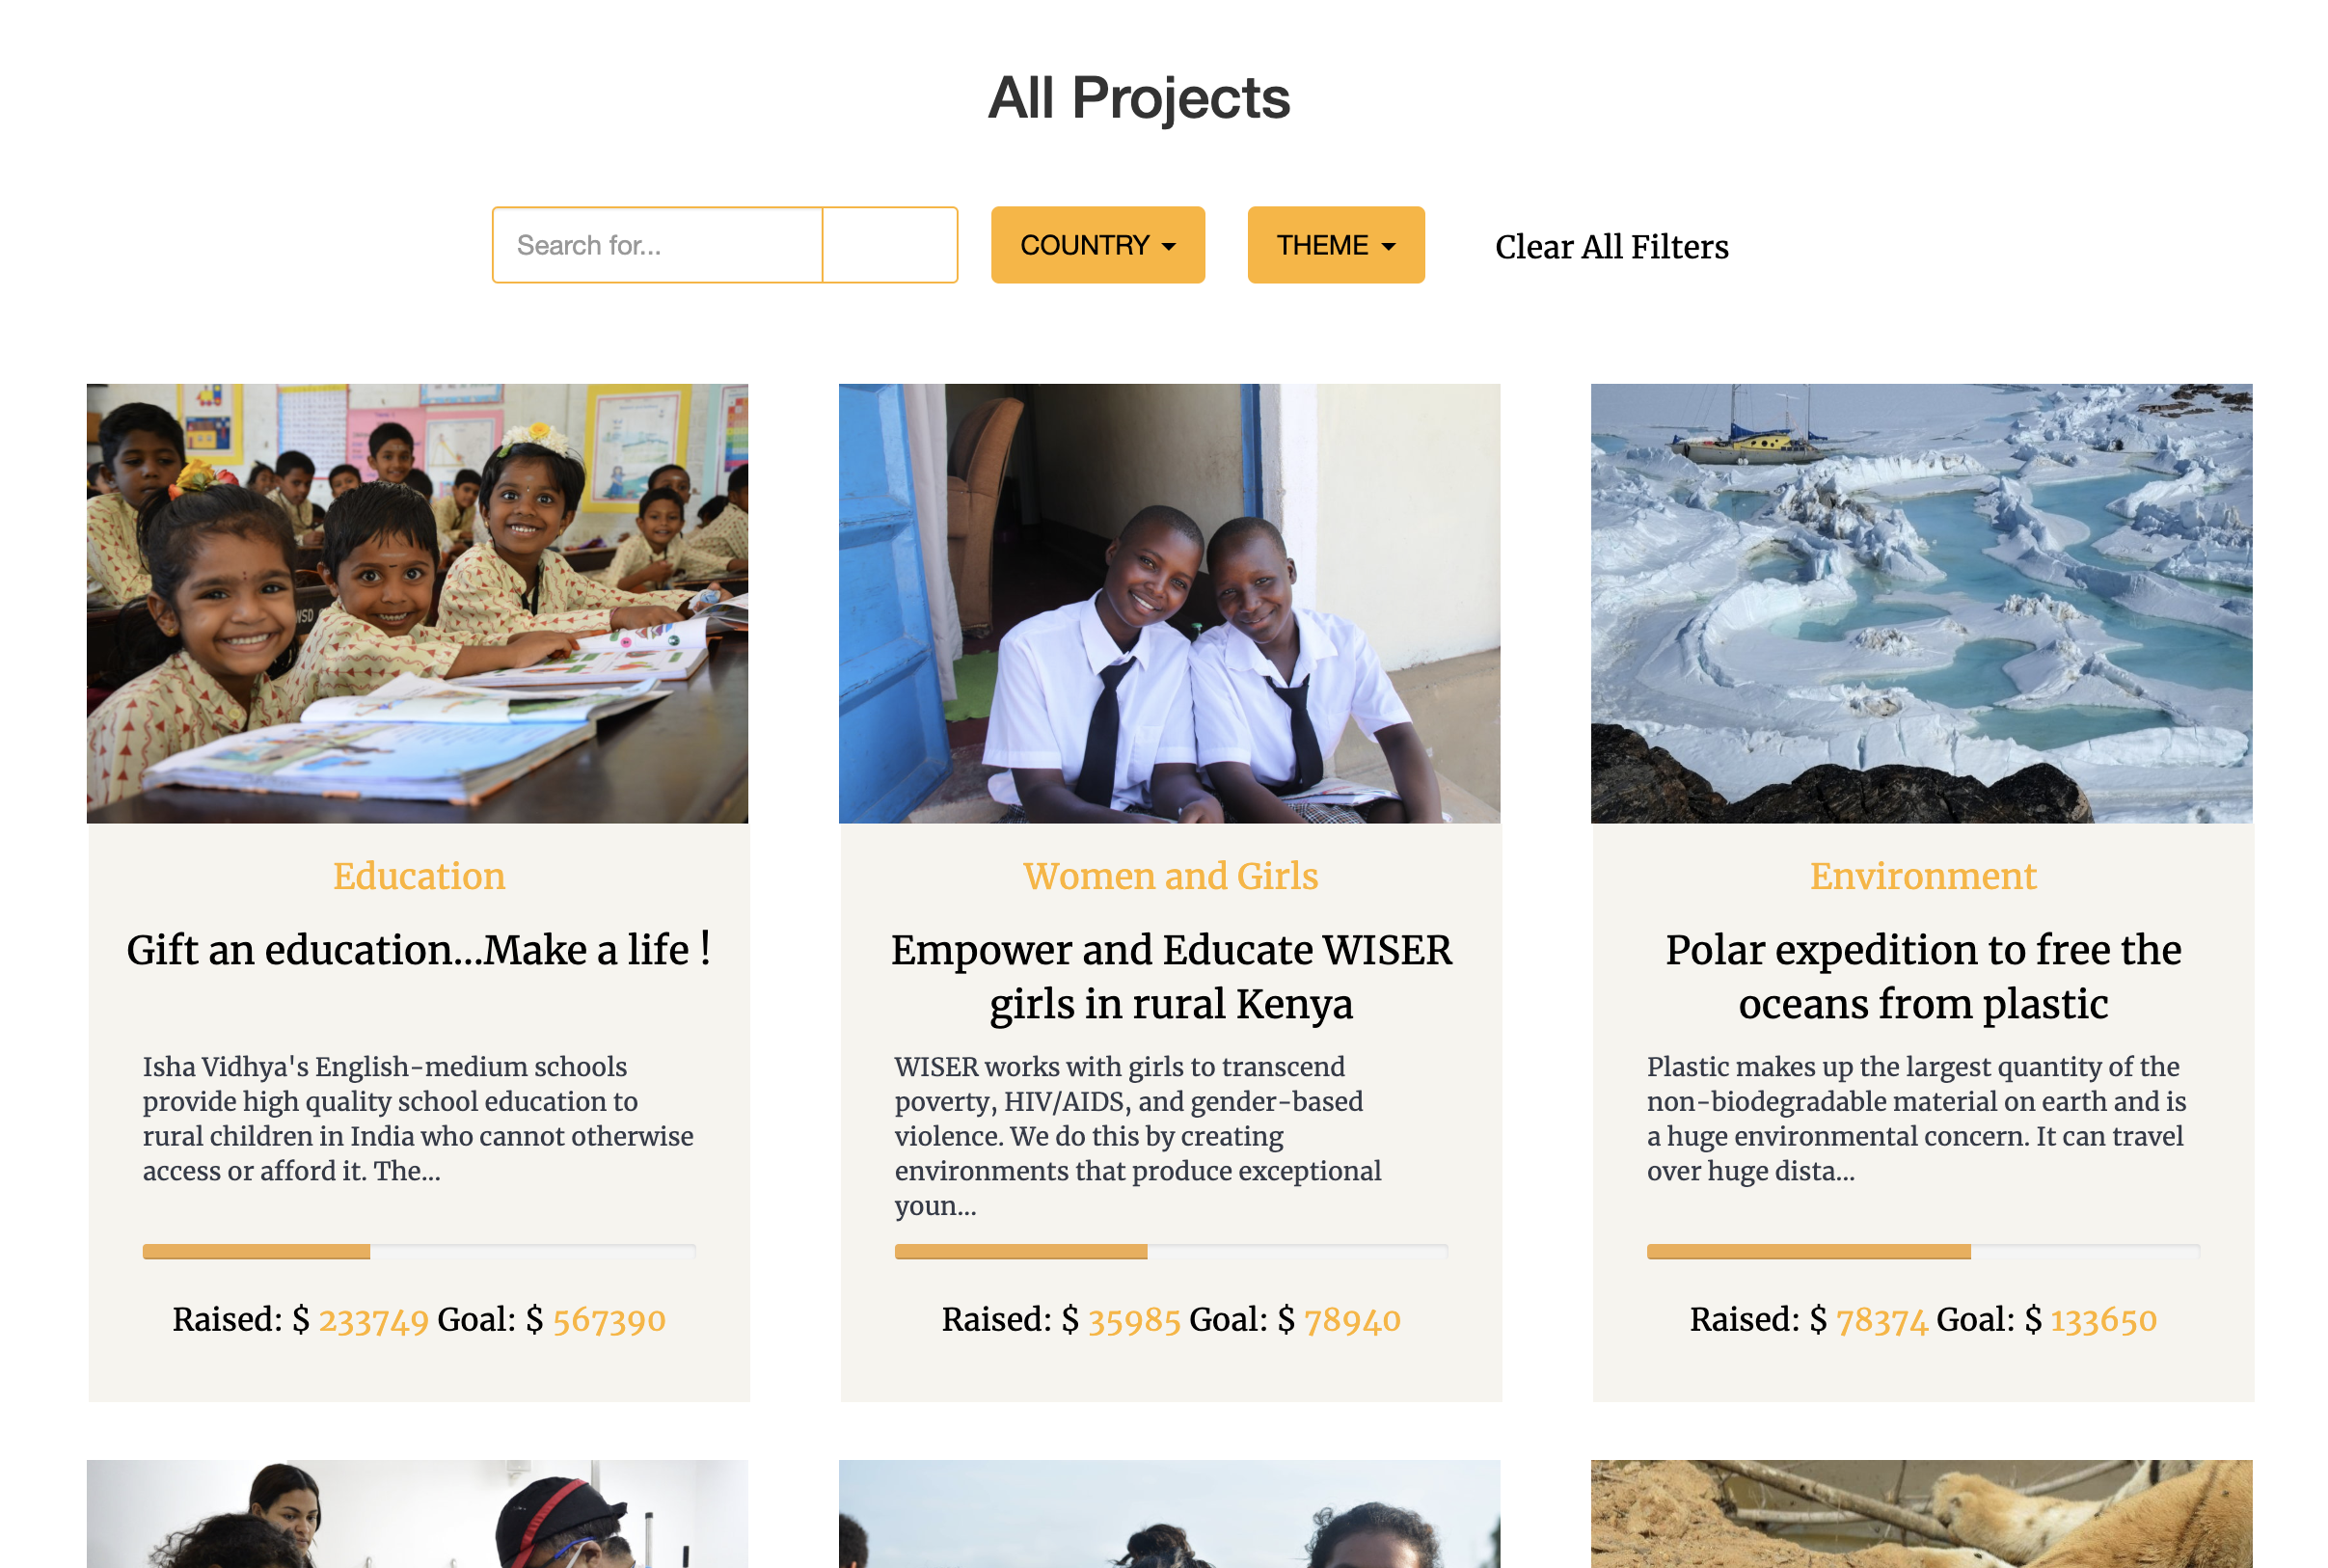 All Projects
Search for...
COUNTRY
THEME
Clear All Filters
Education
Gift an education...Make a life !
Isha Vidhya's English-medium schools
provide high quality school education to
rural children in India who cannot otherwise
access or afford it. The...
Raised: $ 233749 Goal: $ 567390
Women and Girls
Empower and Educate WISER
girls in rural Kenya
WISER works with girls to transcend
poverty, HIV/AIDS, and gender-based
violence. We do this by creating
environments that produce exceptional
youn...
Raised: $ 35985 Goal: $ 78940
Environment
Polar expedition to free the
oceans from plastic
Plastic makes up the largest quantity of the
non-biodegradable material on earth and is
a huge environmental concern. It can travel
over huge dista...
Raised: $ 78374 Goal: $ 133650